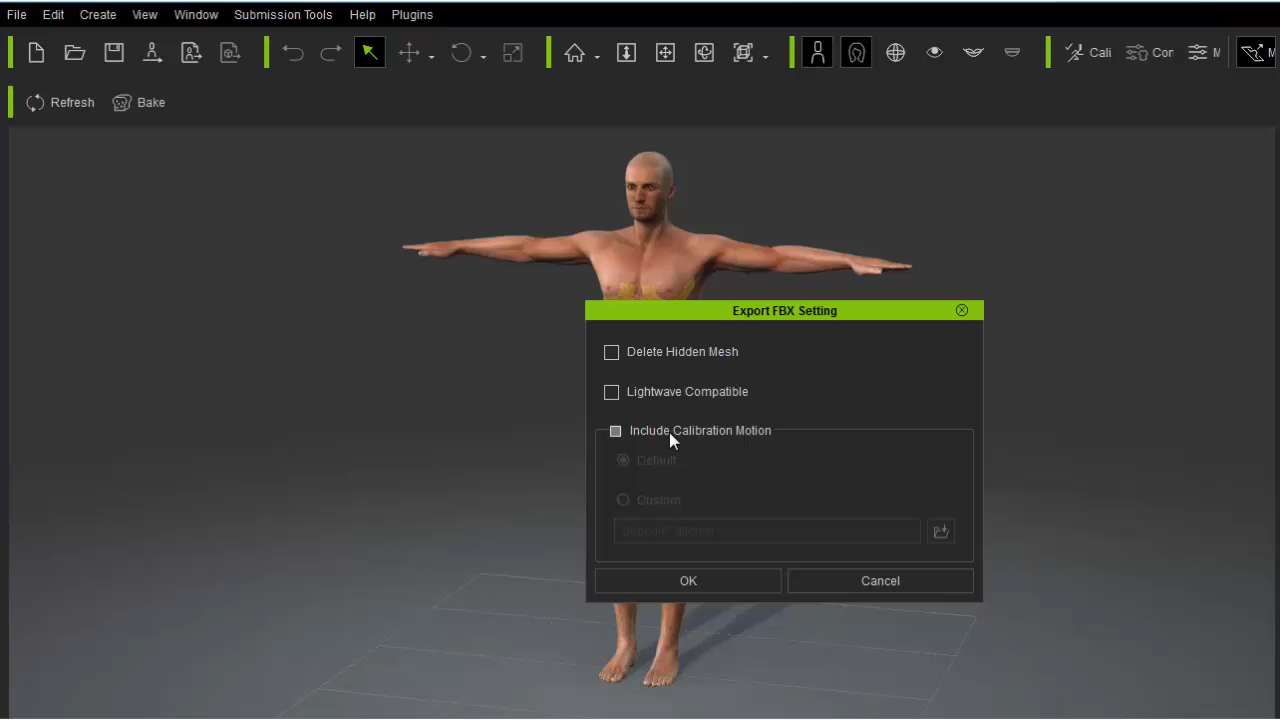 File Edit Create View Window Submission Tools Help Plugins
Cali Cor M M
Refresh Bake
Export FBX Setting
Delete Hidden Mesh
Lightwave Compatible
Include Calibration Motion
Default
Custom
OK Cancel